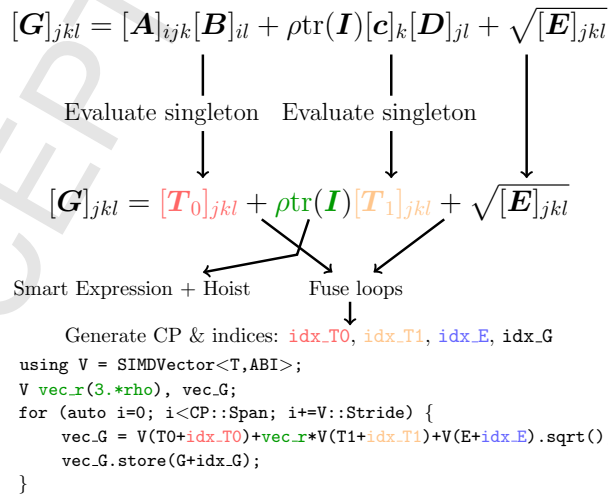 [G]_{jkl} = [A]_{ijk}[B]_{il} + ρtr(I)[c]_k[D]_{jl} + √[E]_{jkl}
Evaluate singleton Evaluate singleton
[G]_{jkl} = [T_0]_{jkl} + ρtr(I)[T_1]_{jkl} + √[E]_{jkl}
Smart Expression + Hoist Fuse loops
Generate CP & indices: idx_T0, idx_T1, idx_E, idx_G
using V = SIMDVector<T,ABI>;
V vec_r(3.*rho), vec_G;
for (auto i=0; i<CP::Span; i+=V::Stride) {
vec_G = V(T0+idx_T0)+vec_r*V(T1+idx_T1)+V(E+idx_E).sqrt()
vec_G.store(G+idx_G);
}